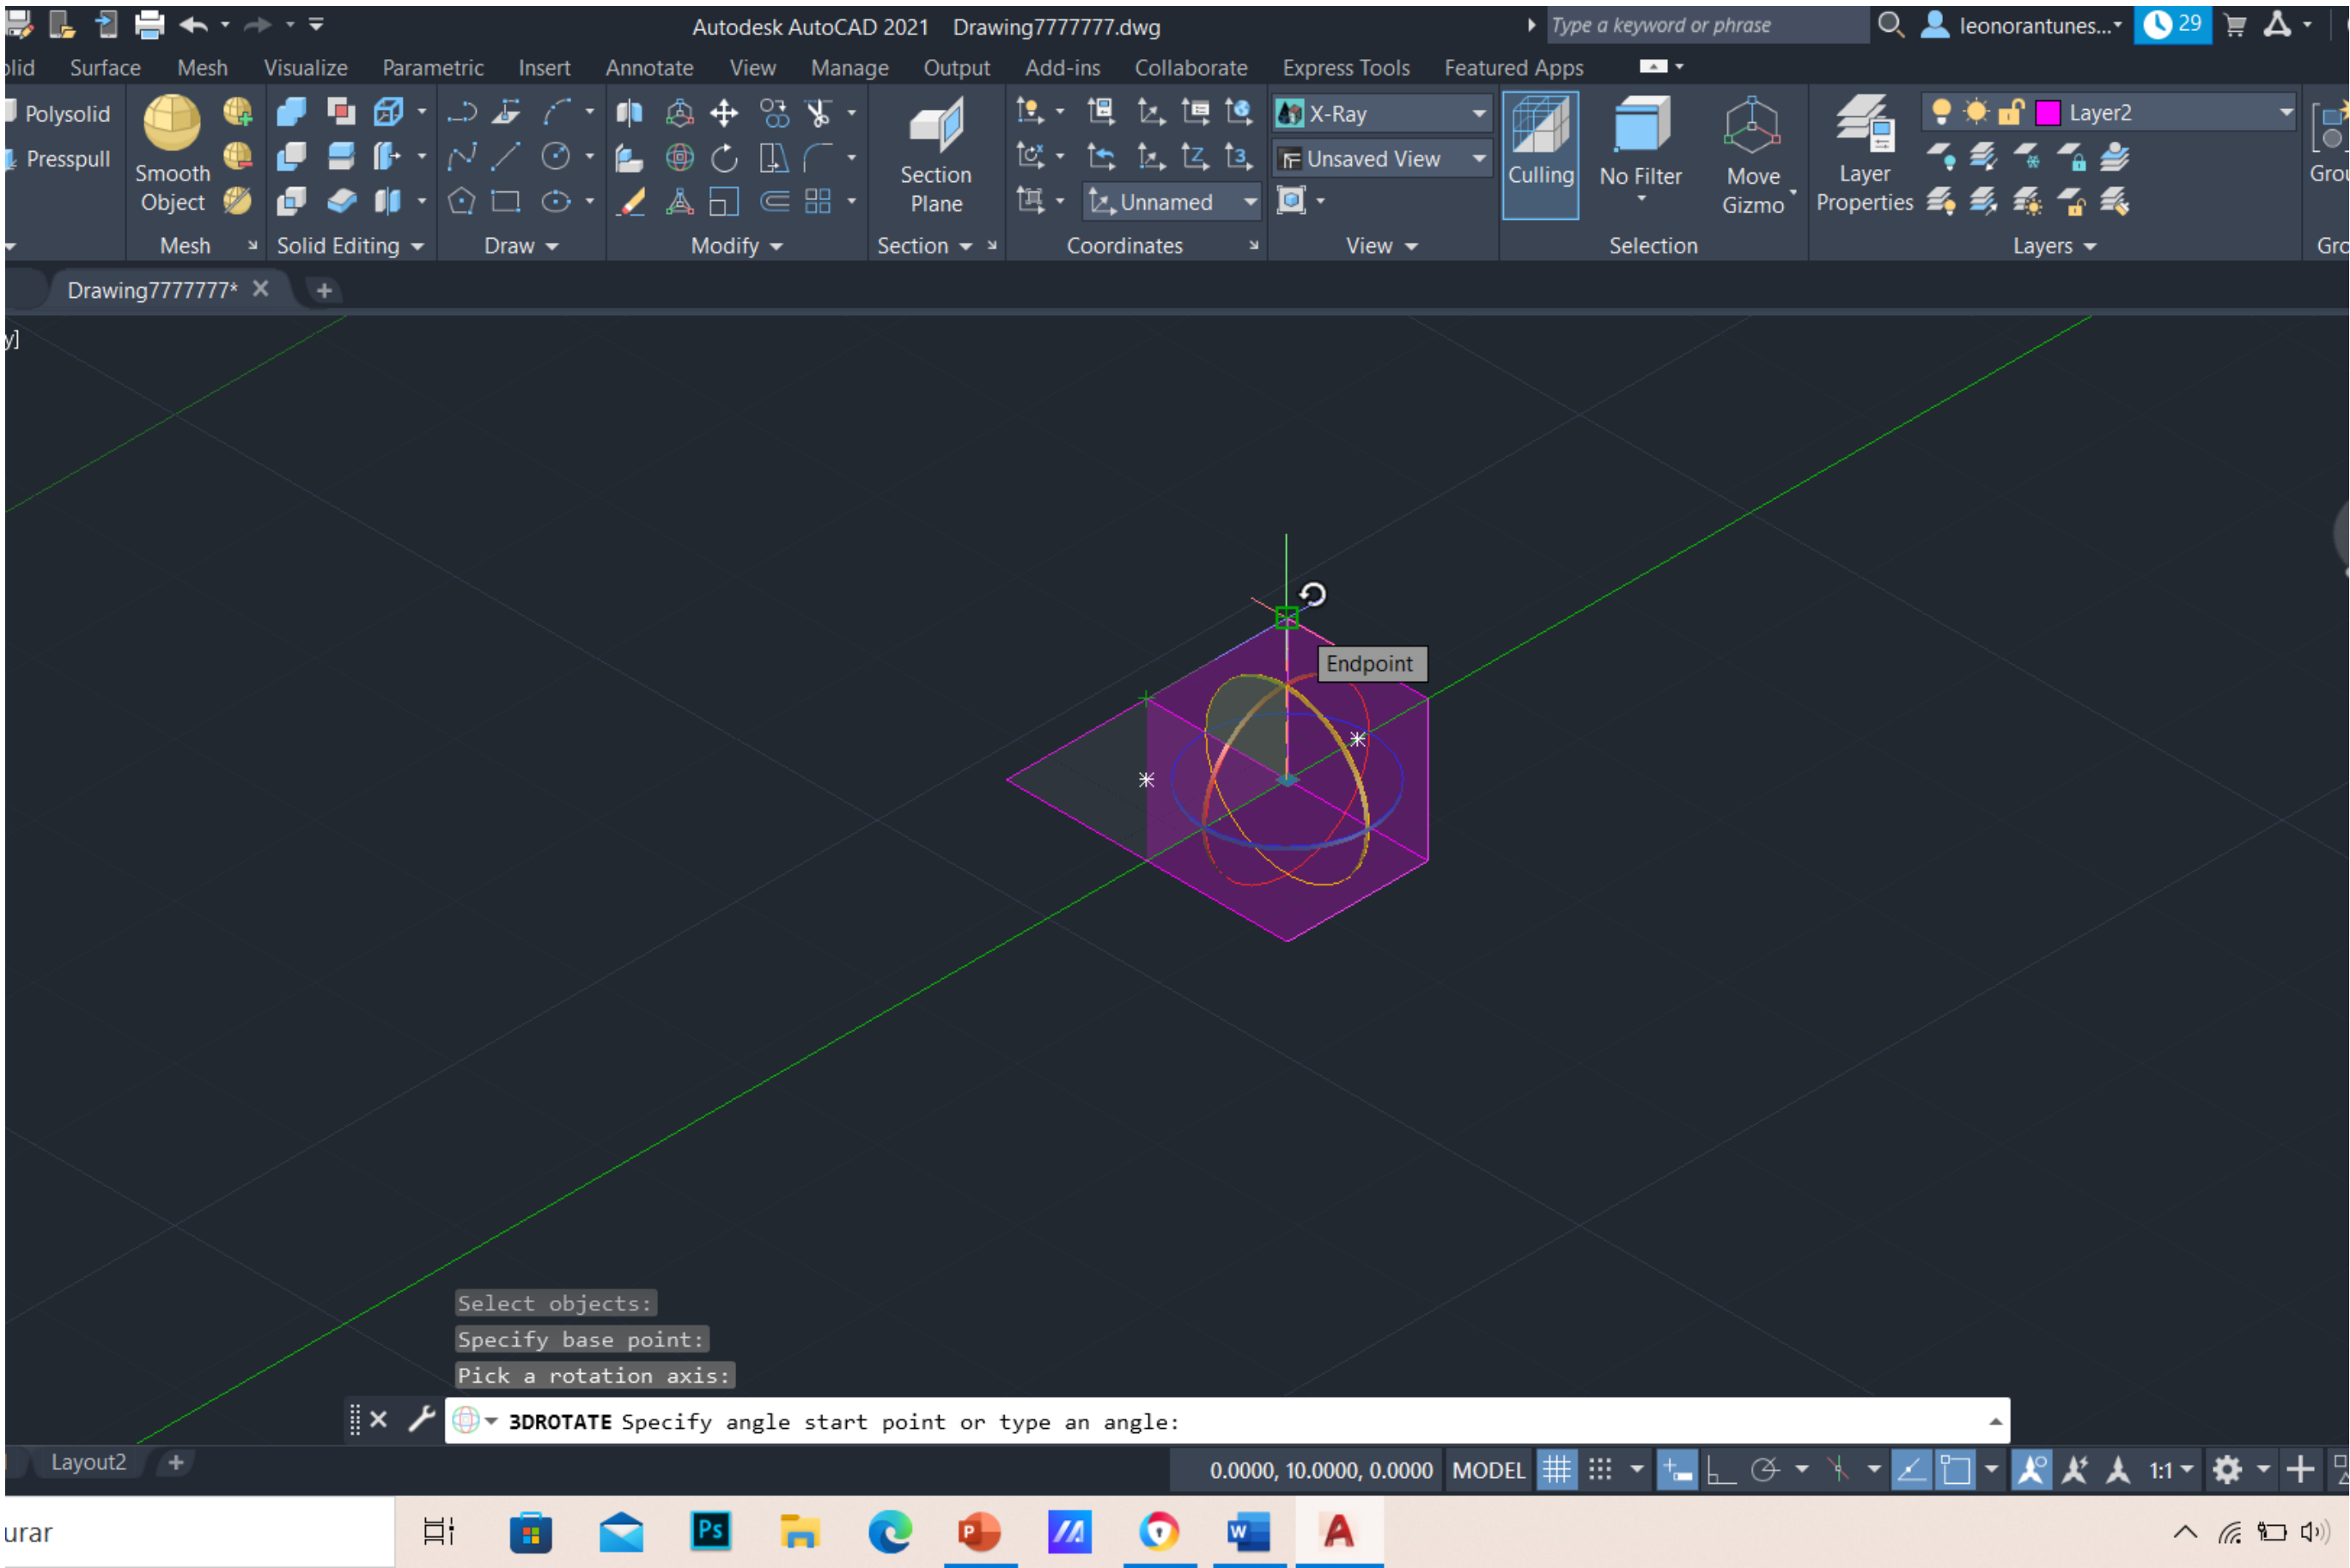 Autodesk AutoCAD 2021 Drawing7777777.dwg
Type a keyword or phrase
leonorantunes...
29
olid Surface Mesh Visualize Parametric Insert Annotate View Manage Output Add-ins Collaborate Express Tools Featured Apps
Polysolid
Presspull
Smooth
Object
Mesh
Solid Editing
Draw
Modify
Section
Plane
Section
Unnamed
Coordinates
X-Ray
Unsaved View
View
Culling
No Filter
Move
Gizmo
Selection
Layer
Properties
Layer2
Layers
Grou
Gro
Drawing7777777*
y]
Endpoint
Select objects:
Specify base point:
Pick a rotation axis:
3DROTATE Specify angle start point or type an angle:
Layout2
0.0000, 10.0000, 0.0000 MODEL
1:1
urar
Ps
P
W
A